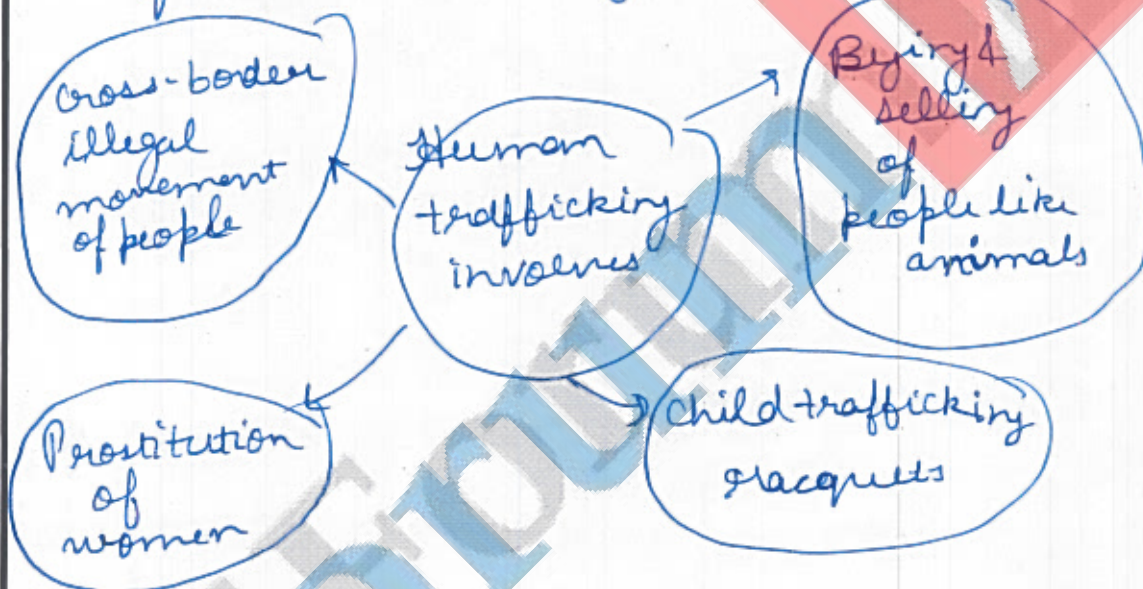 Human
trafficking
involves
cross-border
illegal
movement
of people
Buying &
selling
of
people like
animals
Prostitution
of
women
child trafficking
racquets